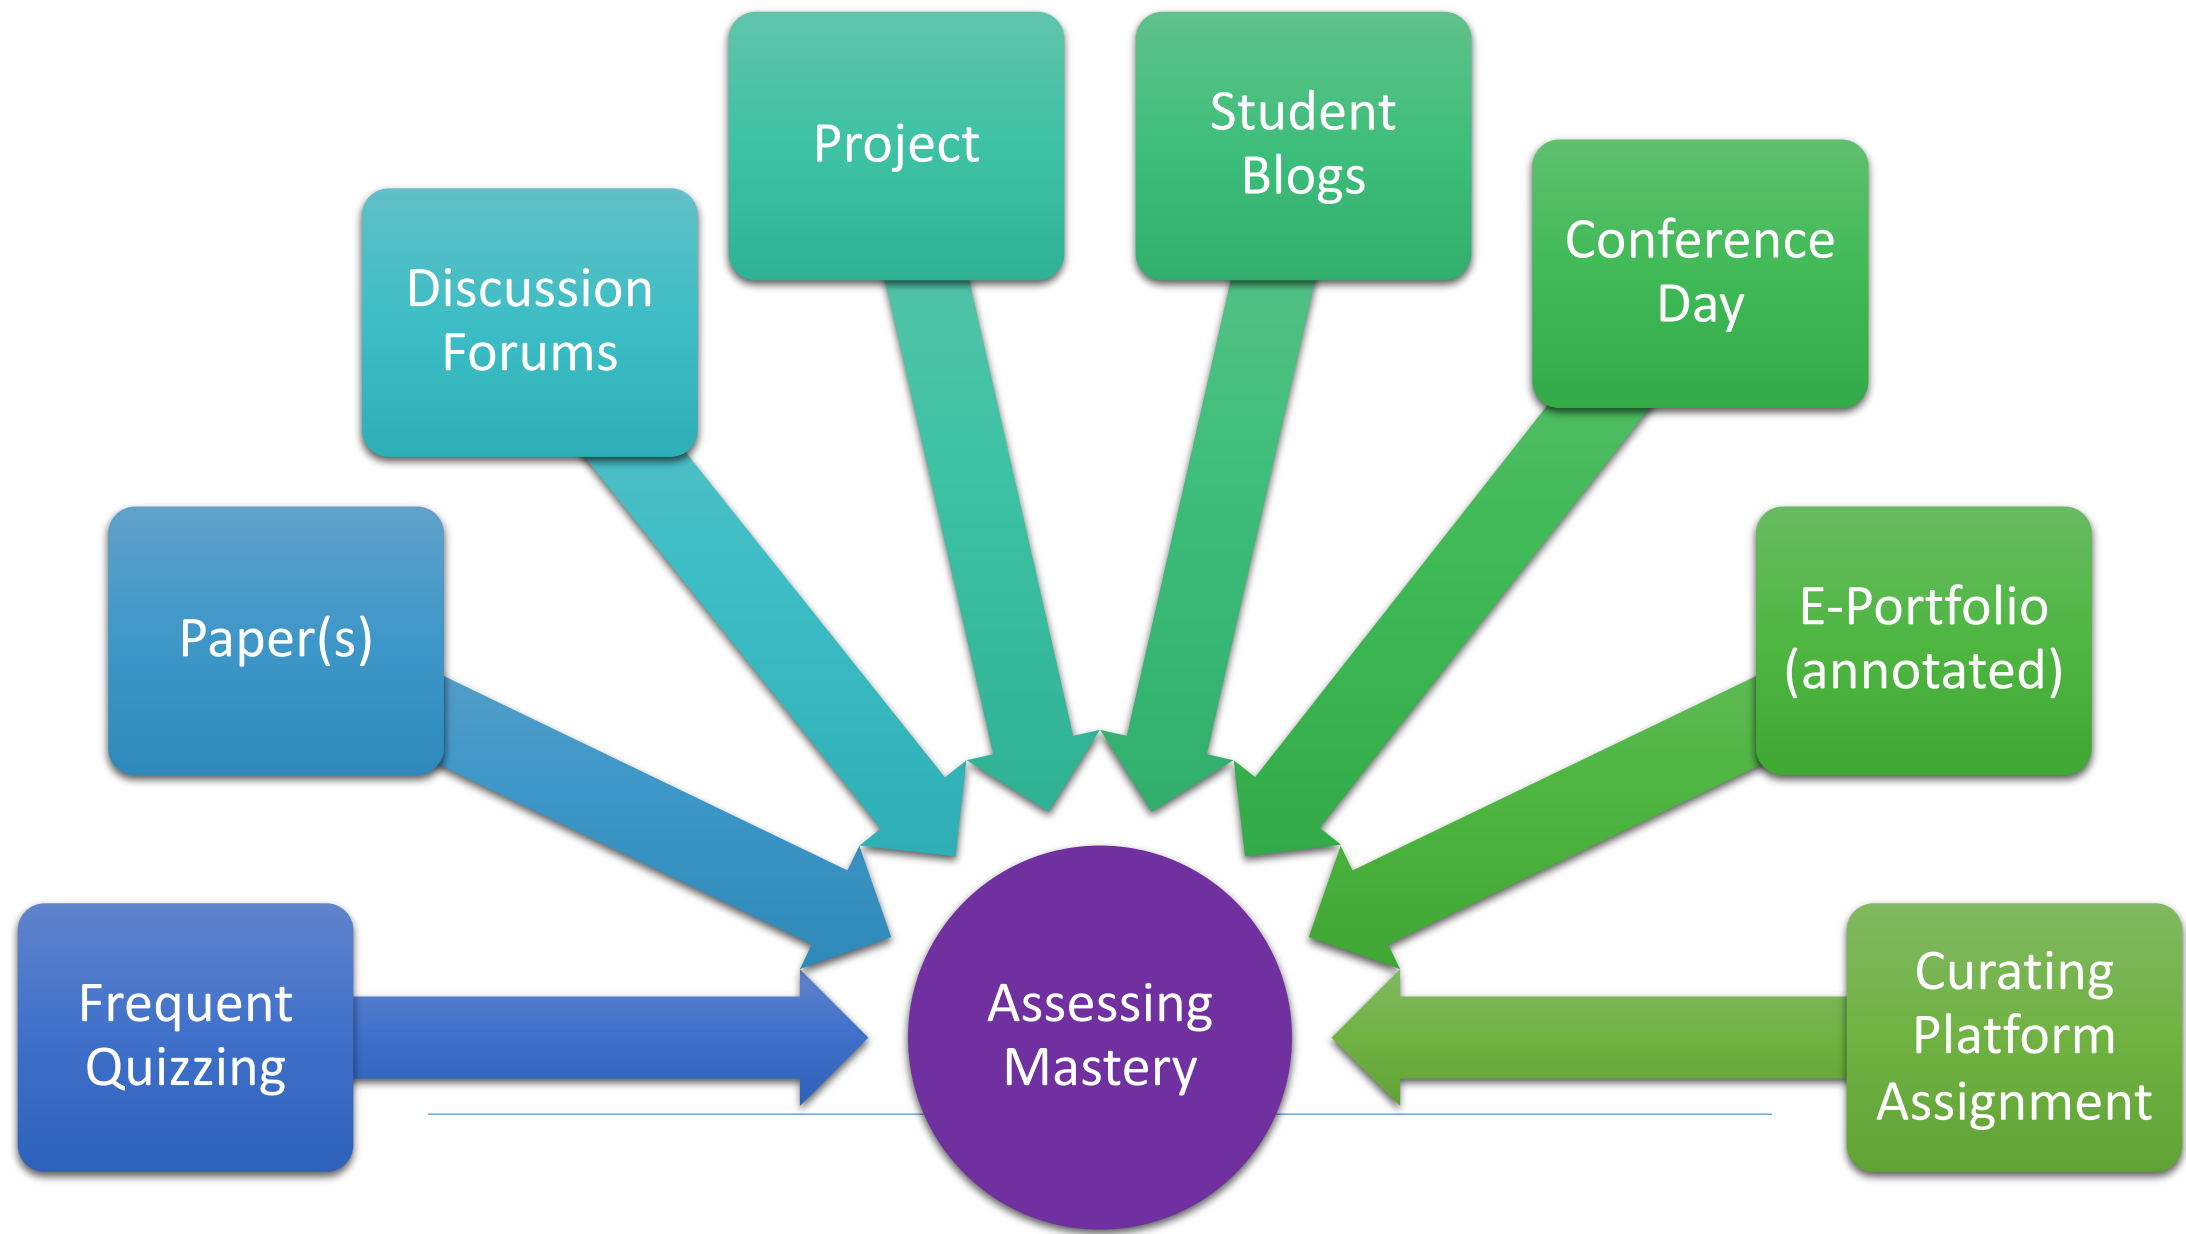 Frequent
Quizzing
Paper(s)
Discussion
Forums
Project
Student
Blogs
Conference
Day
E-Portfolio
(annotated)
Curating
Platform
Assignment
Assessing
Mastery